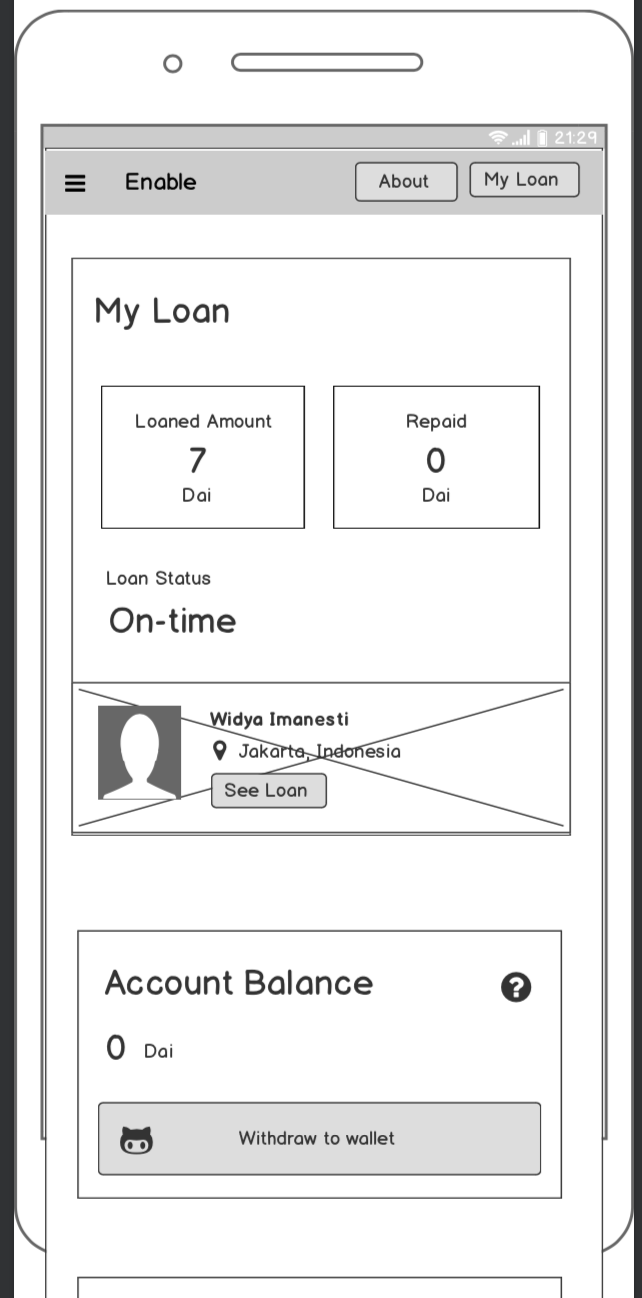 21:29
Enable
About
My Loan
My Loan
Loaned Amount
7
Dai
Repaid
0
Dai
Loan Status
On-time
Widya Imanesti
Jakarta, Indonesia
See Loan
Account Balance
?
0 Dai
Withdraw to wallet